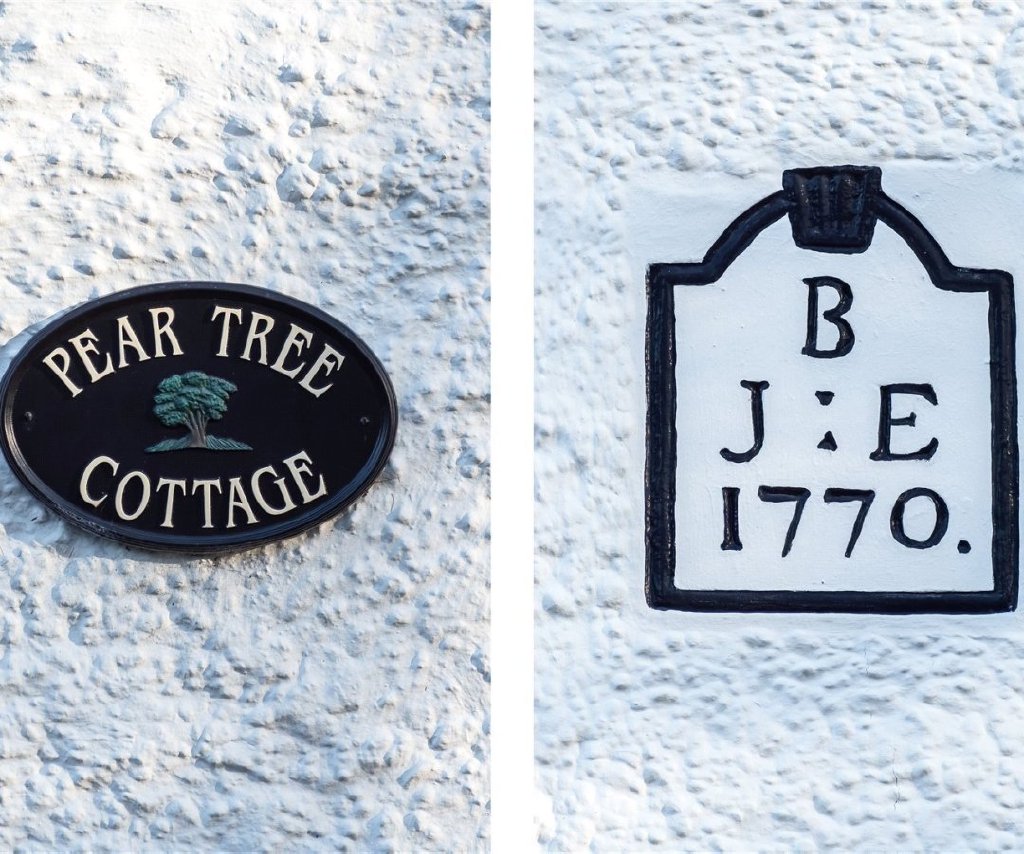 PEAR TREE
COTTAGE
B
J : E
1770.